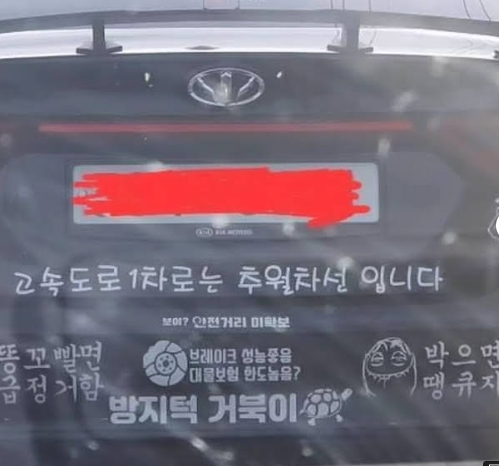 KIA MOTORS
고속도로 1차로는 추월차선 입니다
보이? 안전거리 미확보
똥꼬빨면
급정거함
브레이크 성능좋음
대물보험 한도높음?
박으면
땡큐지
방지턱 거북이